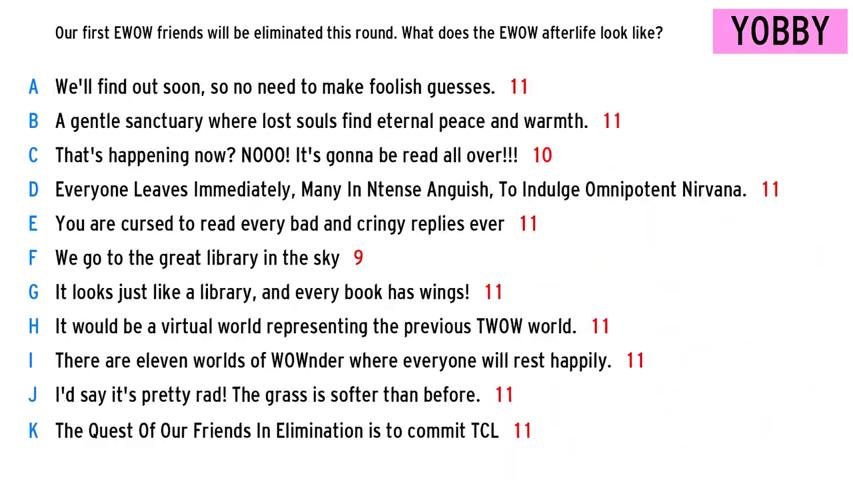 Our first EWOW friends will be eliminated this round. What does the EWOW afterlife look like?
YOBBY
A We'll find out soon, so no need to make foolish guesses. 11
B A gentle sanctuary where lost souls find eternal peace and warmth. 11
C That's happening now? NOOO! It's gonna be read all over!!! 10
D Everyone Leaves Immediately, Many In Ntense Anguish, To Indulge Omnipotent Nirvana. 11
E You are cursed to read every bad and cringy replies ever 11
F We go to the great library in the sky 9
G It looks just like a library, and every book has wings! 11
H It would be a virtual world representing the previous TWOW world. 11
I There are eleven worlds of WOWnder where everyone will rest happily. 11
J I'd say it's pretty rad! The grass is softer than before. 11
K The Quest Of Our Friends In Elimination is to commit TCL 11